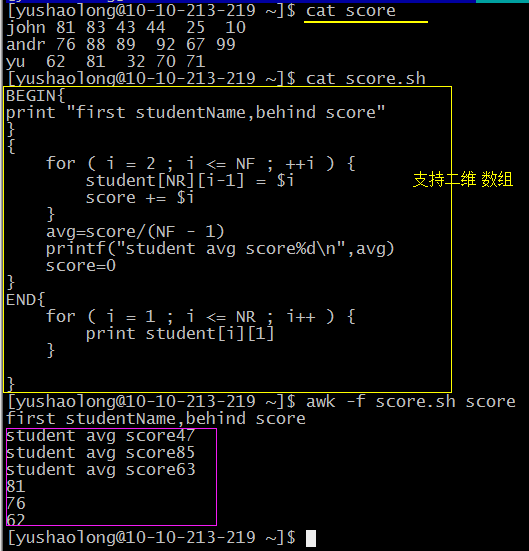 [yushaolong@10-10-213-219 ~]$ cat score
john 81 83 43 44  25  10
andr 76 88 89  92 67 99
yu  62  81  32 70 71
[yushaolong@10-10-213-219 ~]$ cat score.sh
BEGIN{
print "first studentName,behind score"
}
{
    for ( i = 2 ; i <= NF ; ++i ) {
        student[NR][i-1] = $i
支持二维 数组
        score += $i
    }
    avg=score/(NF - 1)
    printf("student avg score%d\n",avg)
    score=0
}
END{
    for ( i = 1 ; i <= NR ; i++ ) {
        print student[i][1]
    }
}
[yushaolong@10-10-213-219 ~]$ awk -f score.sh score
first studentName,behind score
student avg score47
student avg score85
student avg score63
81
76
62
[yushaolong@10-10-213-219 ~]$